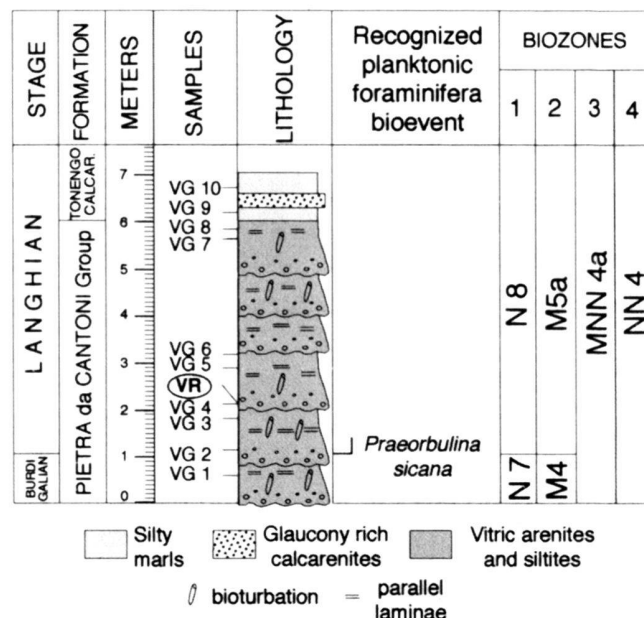 STAGE
FORMATION
METERS
SAMPLES
LITHOLOGY
Recognized
planktonic
foraminifera
bioevent
BIOZONES
1 2 3 4
LANGHIAN
BURDI
GALIAN
TONENGO
CALCAR.
PIETRA da CANTONI Group
7
6
5
4
3
2
1
0
VG 10
VG 9
VG 8
VG 7
VG 6
VG 5
VR
VG 4
VG 3
VG 2
VG 1
Praeorbulina
sicana
N 8
N 7
M5a
M4
MNN 4a
NN 4
Silty
marls
Glaucony rich
calcarenites
Vitric arenites
and siltites
bioturbation
parallel
laminae